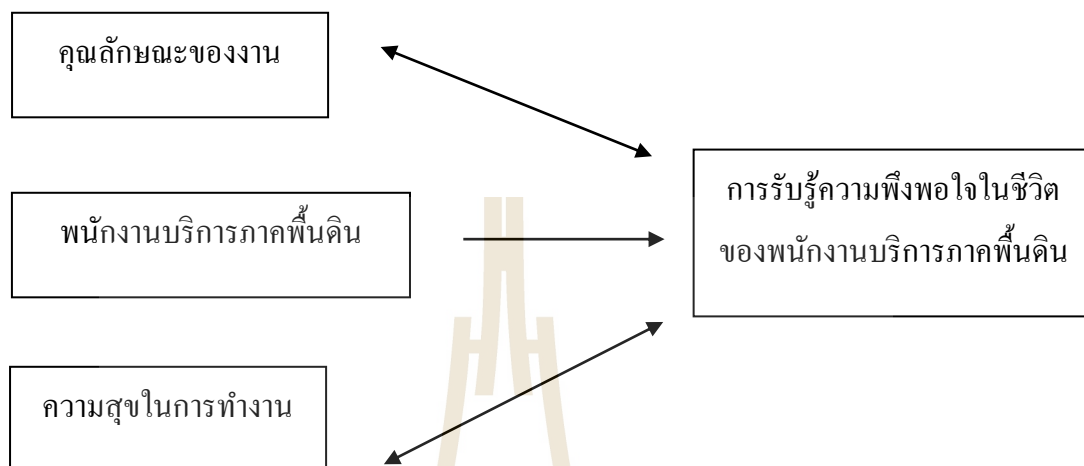 คุณลักษณะของงาน
พนักงานบริการภาคพื้นดิน
ความสุขในการทำงาน
การรับรู้ความพึงพอใจในชีวิต
ของพนักงานบริการภาคพื้นดิน